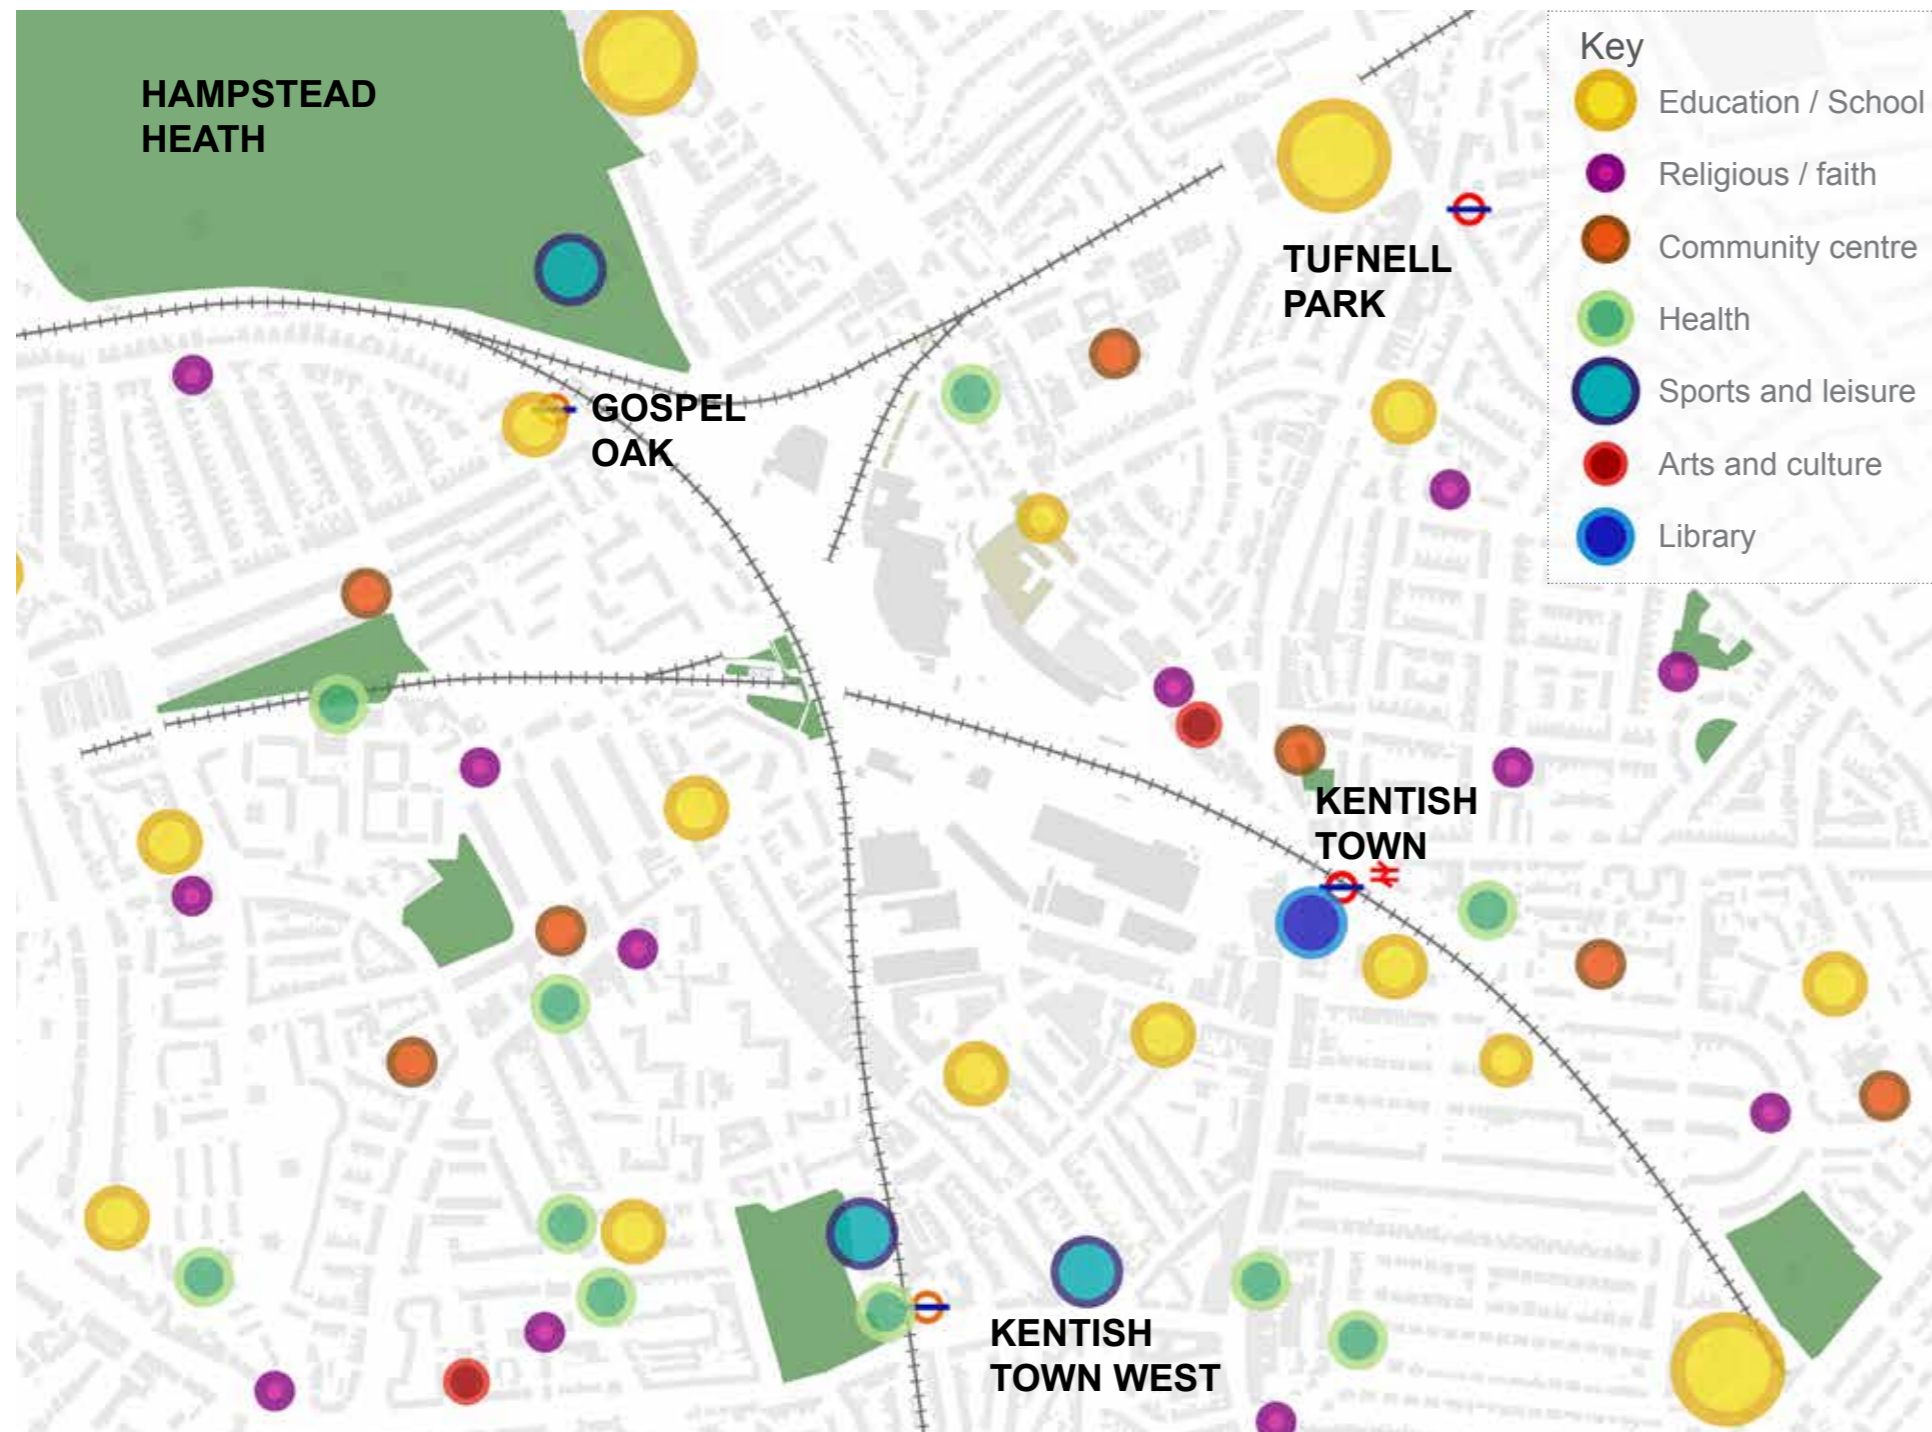 HAMPSTEAD
HEATH
TUFNELL
PARK
GOSPEL
OAK
KENTISH
TOWN
KENTISH
TOWN WEST
Key
Education / School
Religious / faith
Community centre
Health
Sports and leisure
Arts and culture
Library